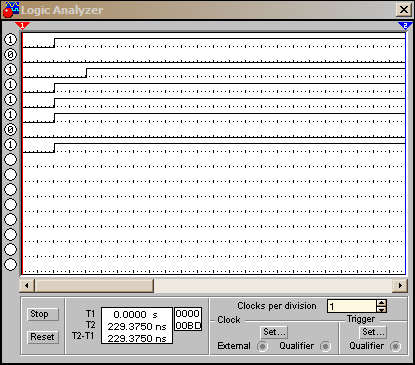 Logic Analyzer
1
2
1
0
1
1
1
1
0
1
Stop
Reset
T1 0.0000 s 0000
T2 229.3750 ns 00BD
T2-T1 229.3750 ns
Clocks per division 1
Clock
Set...
External Qualifier
Trigger
Set...
Qualifier